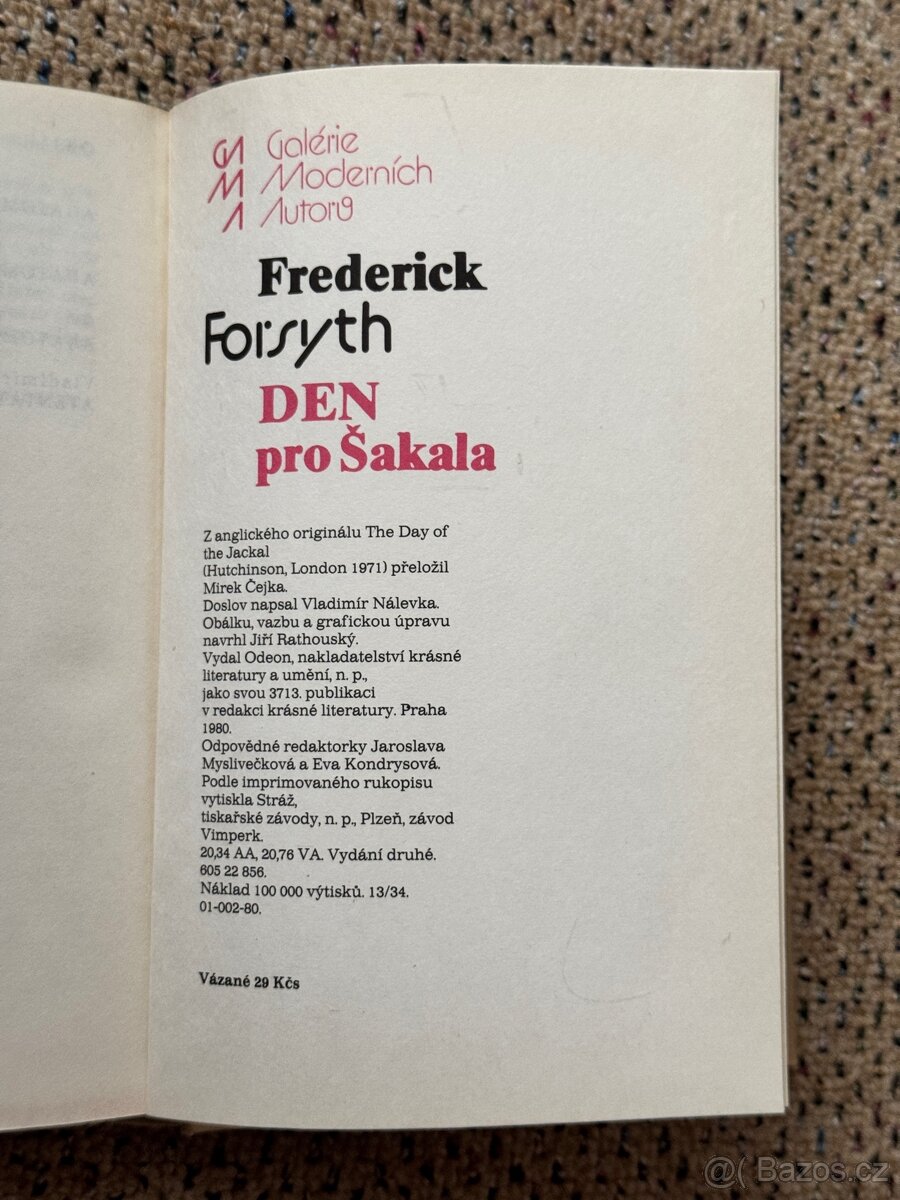 GM
M
A
Galérie
Moderních
Autorů
Frederick
Forsyth
DEN
pro Šakala
Z anglického originálu The Day of
the Jackal
(Hutchinson, London 1971) přeložil
Mirek Čejka.
Doslov napsal Vladimír Nálevka.
Obálku, vazbu a grafickou úpravu
navrhl Jiří Rathouský.
Vydal Odeon, nakladatelství krásné
literatury a umění, n. p.,
jako svou 3713. publikaci
v redakci krásné literatury. Praha
1980.
Odpovědné redaktorky Jaroslava
Myslivečková a Eva Kondrysová.
Podle imprimovaného rukopisu
vytiskla Stráž,
tiskařské závody, n. p., Plzeň, závod
Vimperk.
20,34 AA, 20,76 VA. Vydání druhé.
605 22 856.
Náklad 100 000 výtisků. 13/34.
01-002-80.
Vázané 29 Kčs
@( Bazos.cz